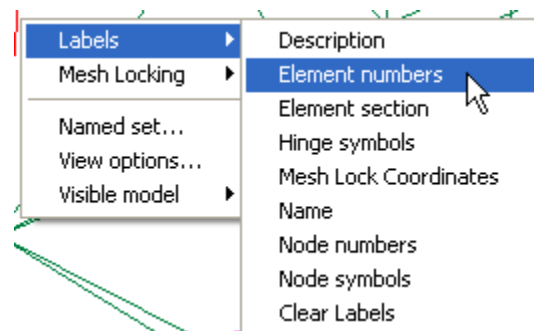 Labels
Mesh Locking
Named set...
View options...
Visible model
Description
Element numbers
Element section
Hinge symbols
Mesh Lock Coordinates
Name
Node numbers
Node symbols
Clear Labels